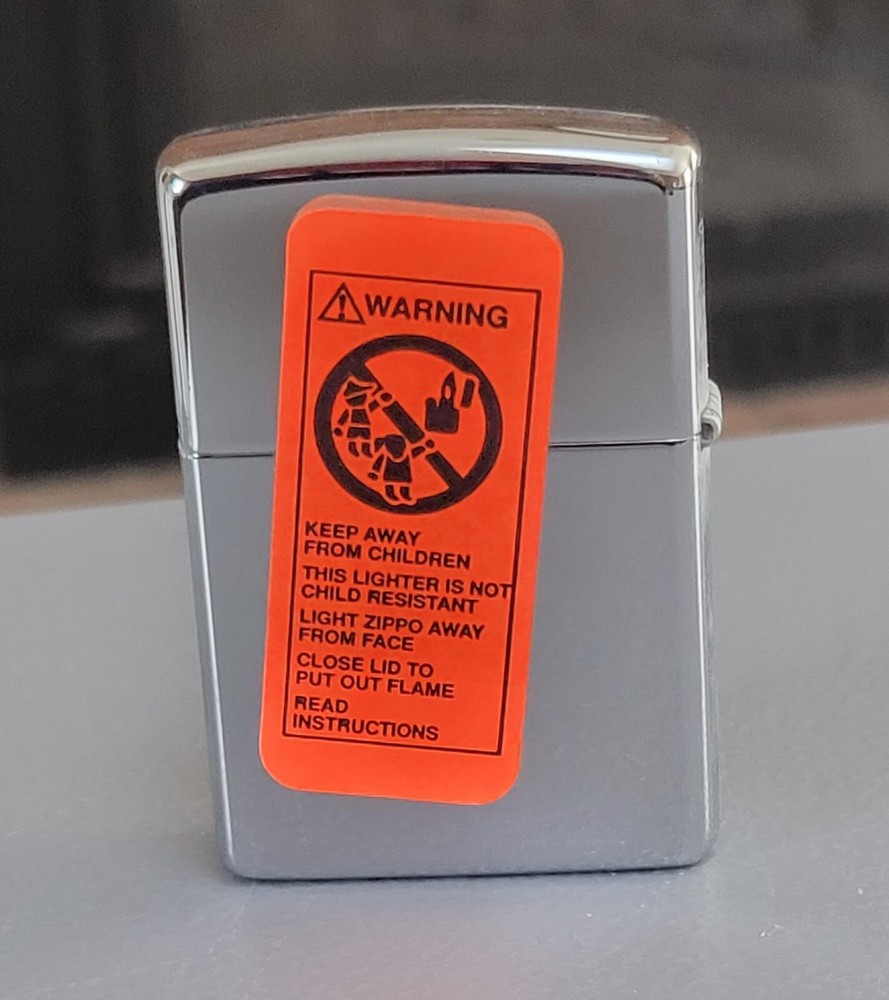 WARNING
KEEP AWAY
FROM CHILDREN
THIS LIGHTER IS NOT
CHILD RESISTANT
LIGHT ZIPPO AWAY
FROM FACE
CLOSE LID TO
PUT OUT FLAME
READ
INSTRUCTIONS